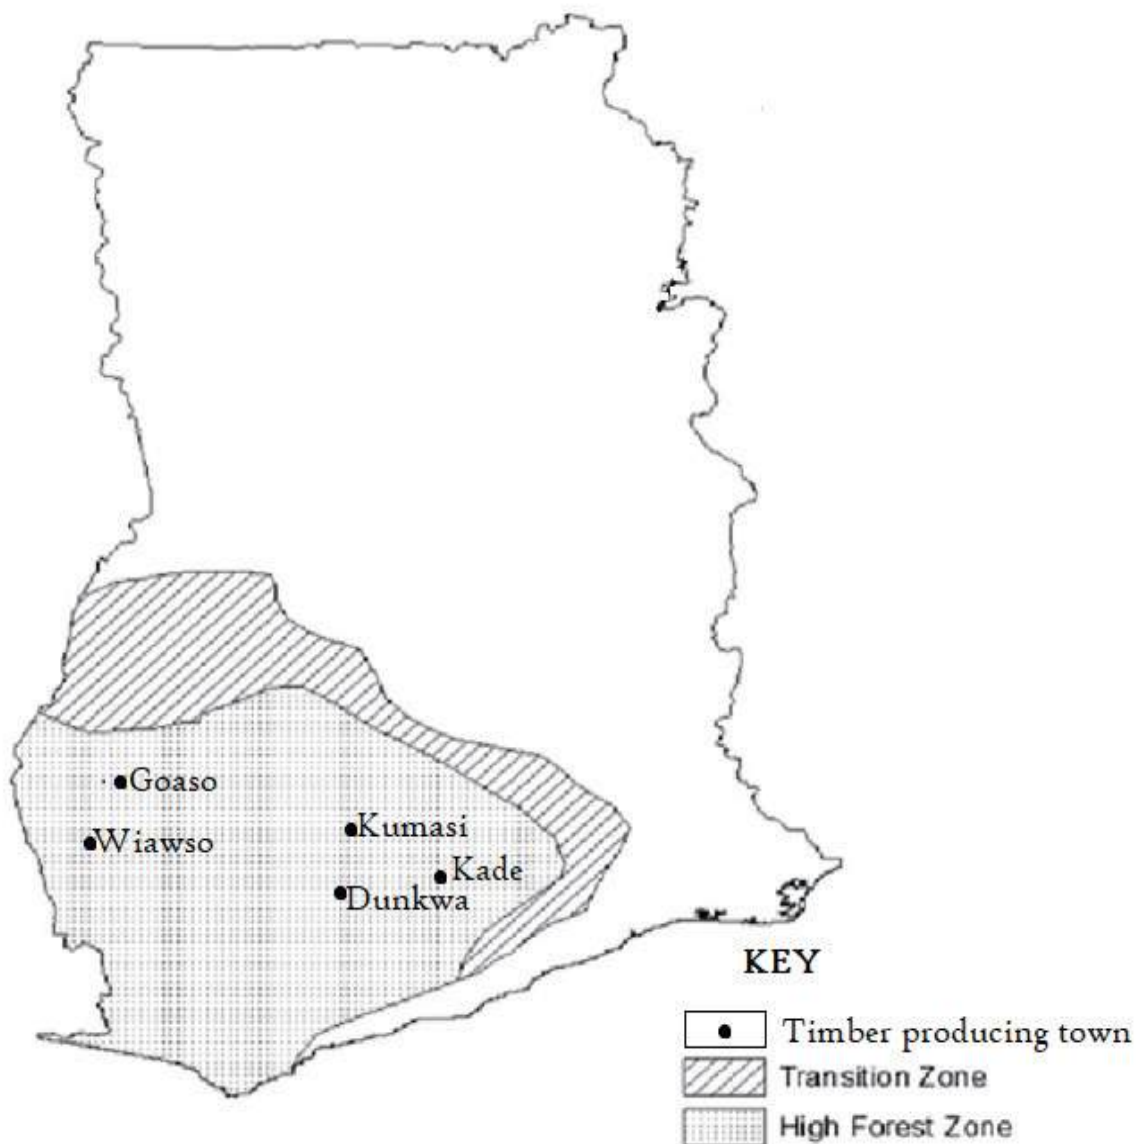 Goaso
Wiawso
Kumasi
Kade
Dunkwa
KEY
Timber producing town
Transition Zone
High Forest Zone